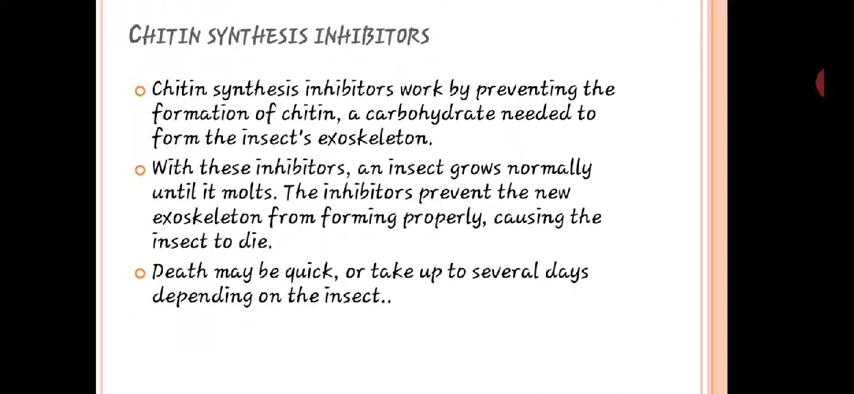 CHITIN SYNTHESIS INHIBITORS
Chitin synthesis inhibitors work by preventing the
formation of chitin, a carbohydrate needed to
form the insect's exoskeleton.
With these inhibitors, an insect grows normally
until it molts. The inhibitors prevent the new
exoskeleton from forming properly, causing the
insect to die.
Death may be quick, or take up to several days
depending on the insect..